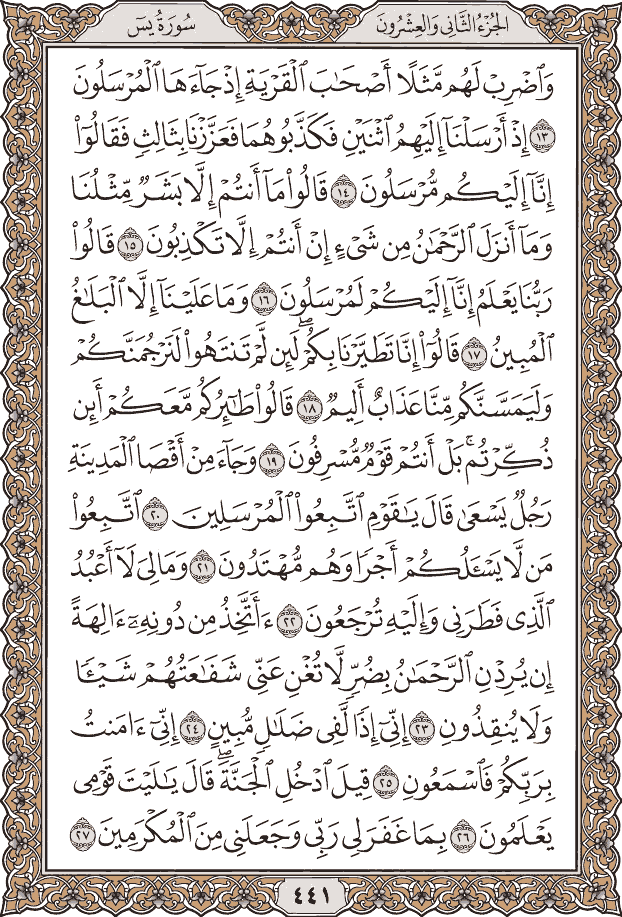 الجُزْءُ الثَّانِي وَالعِشْرُونَ
سُورَةُ يسٓ
وَٱضْرِبْ لَهُم مَّثَلًا أَصْحَٰبَ ٱلْقَرْيَةِ إِذْ جَآءَهَا ٱلْمُرْسَلُونَ
١٣ إِذْ أَرْسَلْنَآ إِلَيْهِمُ ٱثْنَيْنِ فَكَذَّبُوهُمَا فَعَزَّزْنَا بِثَالِثٍ فَقَالُوٓا۟
إِنَّآ إِلَيْكُم مُّرْسَلُونَ ١٤ قَالُوا۟ مَآ أَنتُمْ إِلَّا بَشَرٌ مِّثْلُنَا
وَمَآ أَنزَلَ ٱلرَّحْمَٰنُ مِن شَىْءٍ إِنْ أَنتُمْ إِلَّا تَكْذِبُونَ ١٥ قَالُوا۟
رَبُّنَا يَعْلَمُ إِنَّآ إِلَيْكُمْ لَمُرْسَلُونَ ١٦ وَمَا عَلَيْنَآ إِلَّا ٱلْبَلَٰغُ
ٱلْمُبِينُ ١٧ قَالُوٓا۟ إِنَّا تَطَيَّرْنَا بِكُمْ ۖ لَئِن لَّمْ تَنتَهُوا۟ لَنَرْجُمَنَّكُمْ
وَلَيَمَسَّنَّكُم مِّنَّا عَذَابٌ أَلِيمٌ ١٨ قَالُوا۟ طَٰٓئِرُكُم مَّعَكُمْ ۚ أَئِن
ذُكِّرْتُم ۚ بَلْ أَنتُمْ قَوْمٌ مُّسْرِفُونَ ١٩ وَجَآءَ مِنْ أَقْصَا ٱلْمَدِينَةِ
رَجُلٌ يَسْعَىٰ قَالَ يَٰقَوْمِ ٱتَّبِعُوا۟ ٱلْمُرْسَلِينَ ٢٠ ٱتَّبِعُوا۟
مَن لَّا يَسْـَٔلُكُمْ أَجْرًا وَهُم مُّهْتَدُونَ ٢١ وَمَا لِىَ لَآ أَعْبُدُ
ٱلَّذِى فَطَرَنِى وَإِلَيْهِ تُرْجَعُونَ ٢٢ ءَأَتَّخِذُ مِن دُونِهِۦٓ ءَالِهَةً
إِن يُرِدْنِ ٱلرَّحْمَٰنُ بِضُرٍّ لَّا تُغْنِ عَنِّى شَفَٰعَتُهُمْ شَيْـًٔا
وَلَا يُنقِذُونِ ٢٣ إِنِّىٓ إِذًا لَّفِى ضَلَٰلٍ مُّبِينٍ ٢٤ إِنِّىٓ ءَامَنتُ
بِرَبِّكُمْ فَٱسْمَعُونِ ٢٥ قِيلَ ٱدْخُلِ ٱلْجَنَّةَ ۖ قَالَ يَٰلَيْتَ قَوْمِى
يَعْلَمُونَ ٢٦ بِمَا غَفَرَ لِى رَبِّى وَجَعَلَنِى مِنَ ٱلْمُكْرَمِينَ ٢٧
٤٤١